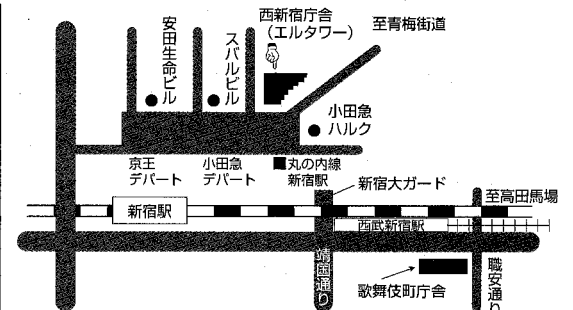 西新宿庁舎
(エルタワー)
至青梅街道
安田生命ビル
スバルビル
小田急
ハルク
京王
デパート
小田急
デパート
丸の内線
新宿駅
新宿大ガード
至高田馬場
新宿駅
西武新宿駅
靖国通り
歌舞伎町庁舎
職安通り